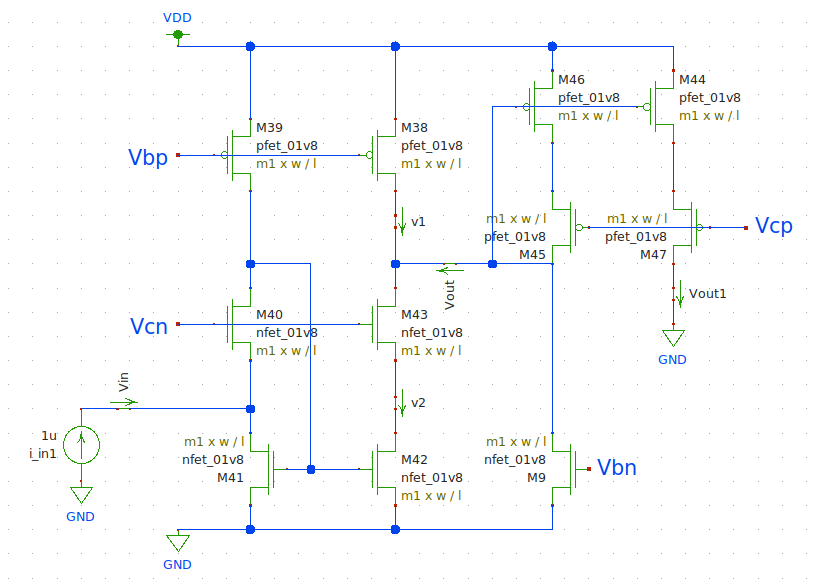 VDD
M46
pfet_01v8
m1 x w / l
M44
pfet_01v8
m1 x w / l
M39
pfet_01v8
m1 x w / l
M38
pfet_01v8
m1 x w / l
Vbp
v1
m1 x w / l
pfet_01v8
M45
m1 x w / l
pfet_01v8
M47
Vcp
Vout
Vout1
GND
Vcn
M40
nfet_01v8
m1 x w / l
M43
nfet_01v8
m1 x w / l
Vin
v2
1u
i_in1
GND
m1 x w / l
nfet_01v8
M41
M42
nfet_01v8
m1 x w / l
m1 x w / l
nfet_01v8
M9
Vbn
GND